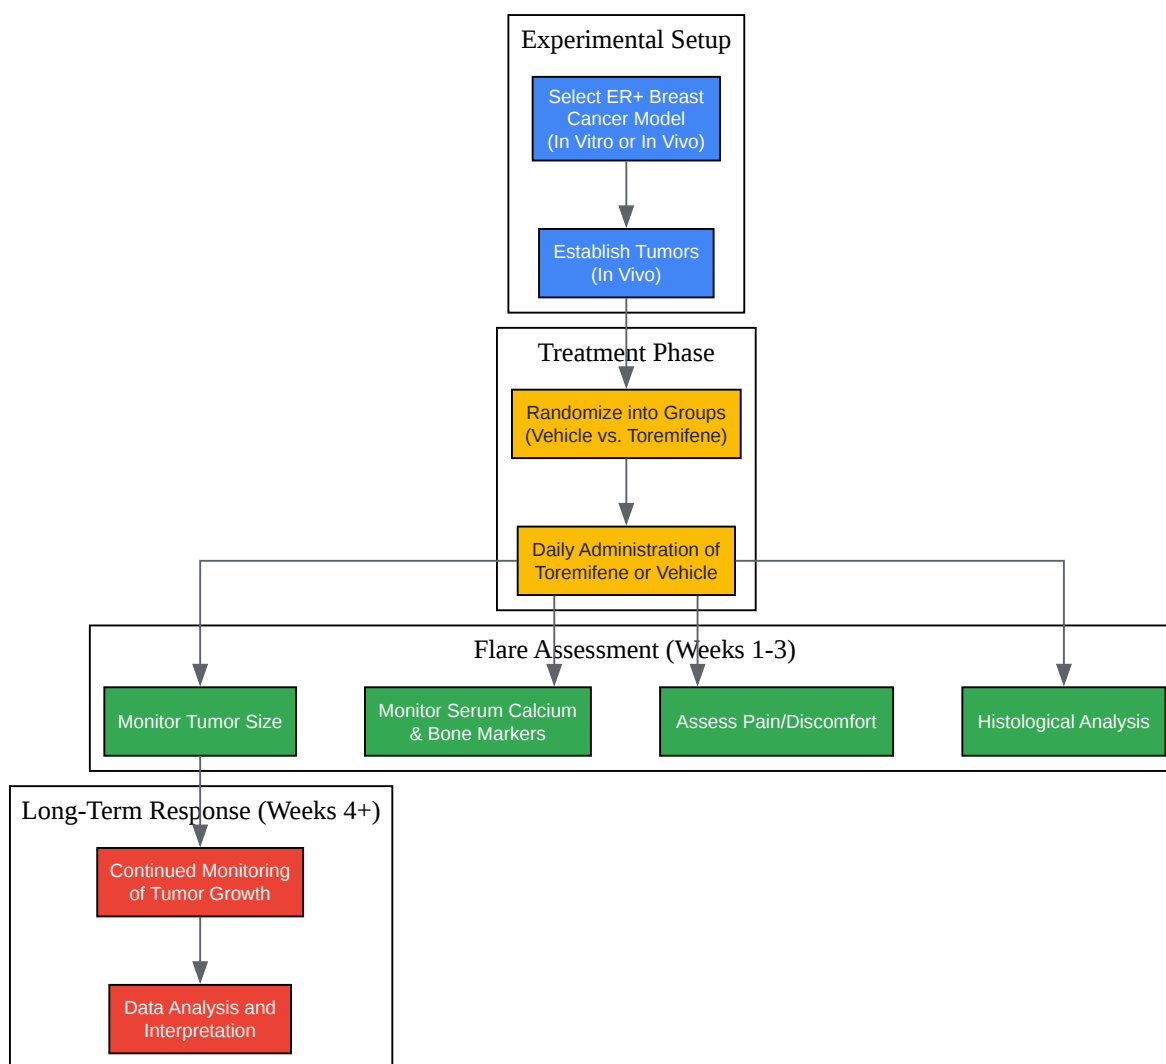 Experimental Setup
Select ER+ Breast
Cancer Model
(In Vitro or In Vivo)
Establish Tumors
(In Vivo)
Treatment Phase
Randomize into Groups
(Vehicle vs. Toremifene)
Daily Administration of
Toremifene or Vehicle
Flare Assessment (Weeks 1-3)
Monitor Tumor Size
Monitor Serum Calcium
& Bone Markers
Assess Pain/Discomfort
Histological Analysis
Long-Term Response (Weeks 4+)
Continued Monitoring
of Tumor Growth
Data Analysis and
Interpretation